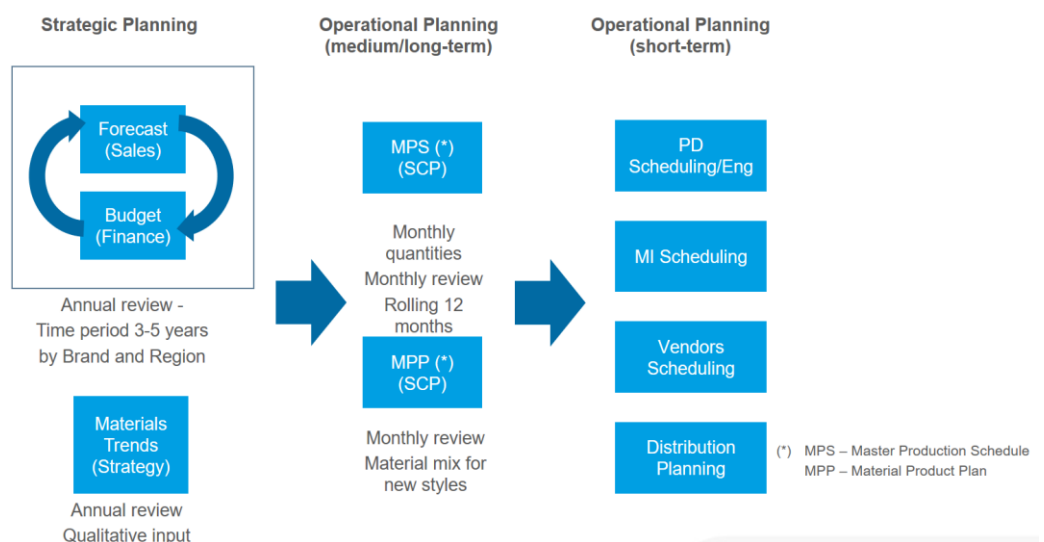 Strategic Planning
Forecast
(Sales)
Budget
(Finance)
Annual review -
Time period 3-5 years
by Brand and Region
Materials
Trends
(Strategy)
Annual review
Qualitative input
Operational Planning
(medium/long-term)
MPS (*)
(SCP)
Monthly
quantities
Monthly review
Rolling 12
months
MPP (*)
(SCP)
Monthly review
Material mix for
new styles
Operational Planning
(short-term)
PD
Scheduling/Eng
MI Scheduling
Vendors
Scheduling
Distribution
Planning
(*) MPS – Master Production Schedule
MPP – Material Product Plan